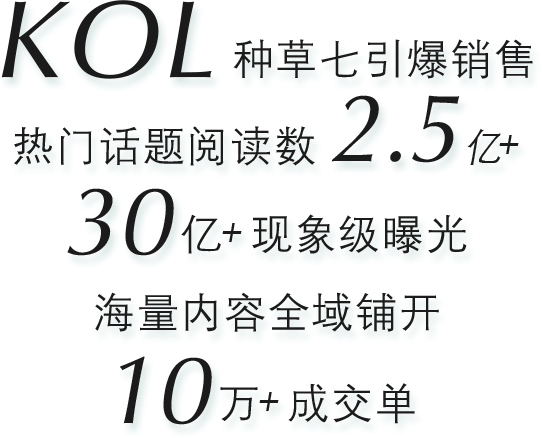 KOL 种草七引爆销售
热门话题阅读数 2.5亿+
30亿+ 现象级曝光
海量内容全域铺开
10万+ 成交单